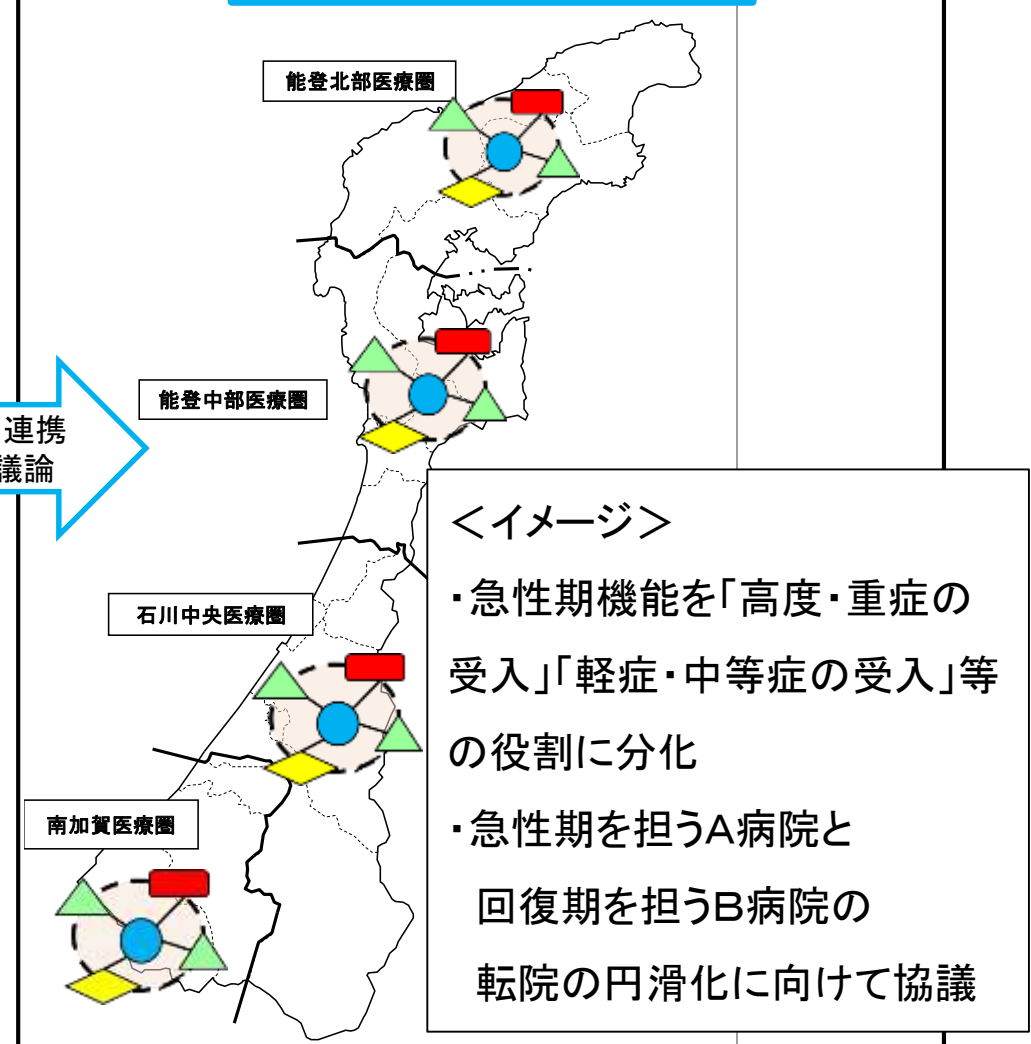 能登北部医療圏
能登中部医療圏
連携
議論
石川中央医療圏
南加賀医療圏
＜イメージ＞
・急性期機能を「高度・重症の
受入」「軽症・中等症の受入」等
の役割に分化
・急性期を担うＡ病院と
回復期を担うＢ病院の
転院の円滑化に向けて協議